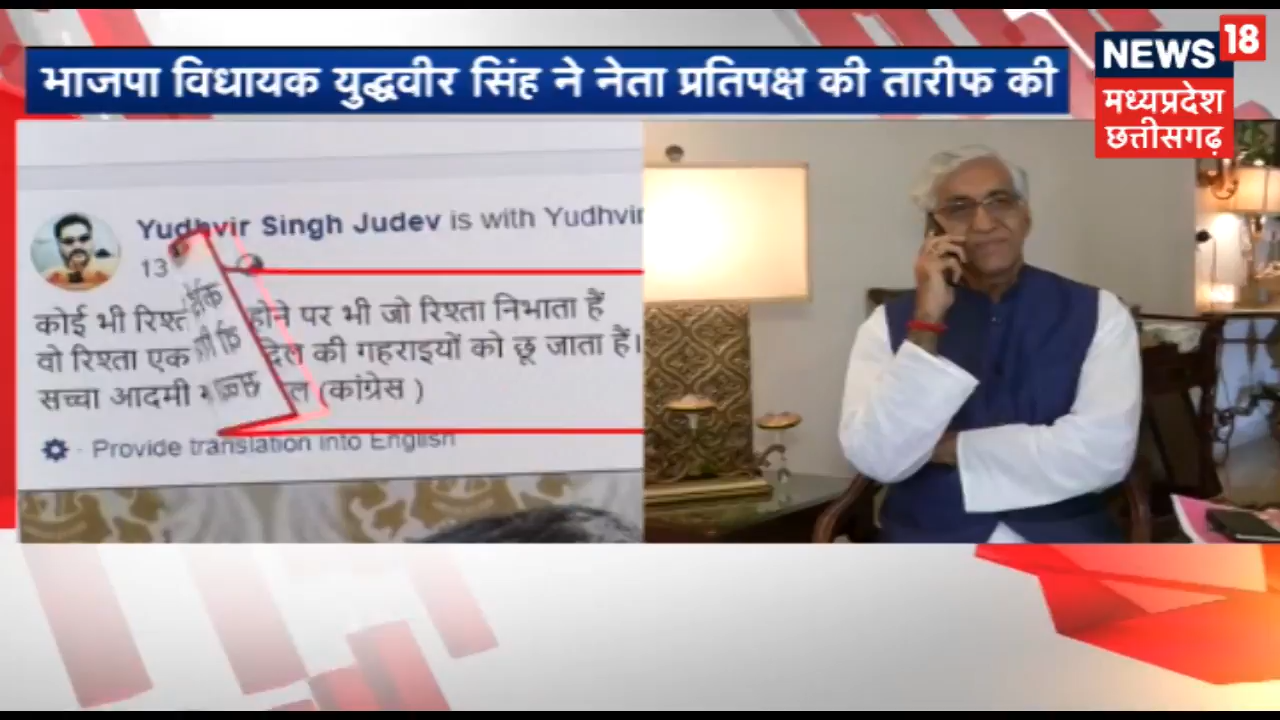 भाजपा विधायक युद्धवीर सिंह ने नेता प्रतिपक्ष की तारीफ की
NEWS 18
मध्यप्रदेश
छत्तीसगढ़
Yudhvir Singh Judev is with Yudhvir
13
कोई भी होने पर भी जो रिश्ता निभाता हैं
वो रिश्ता एक दिल की गहराइयों को छू जाता हैं।
सच्चा आदमी (कांग्रेस )
Provide translation into English